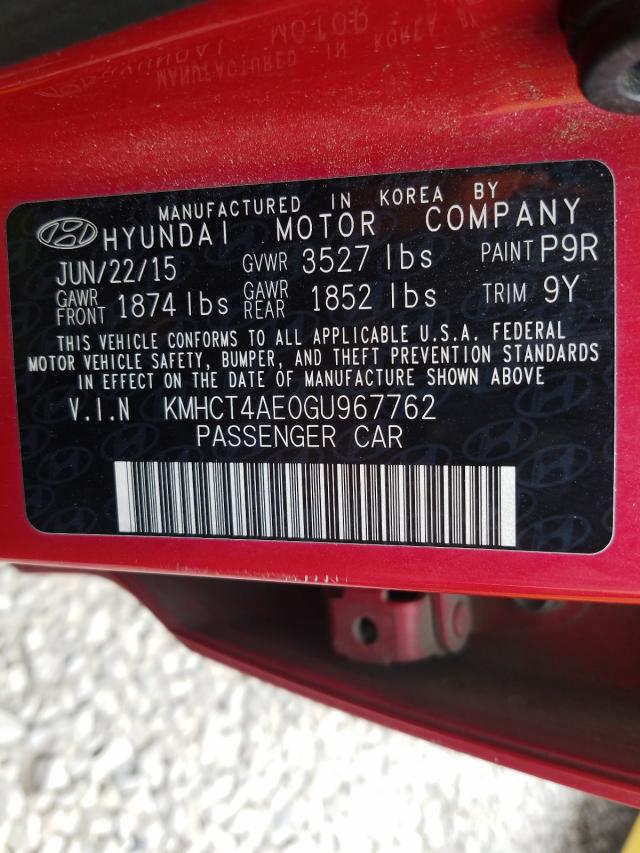 MANUFACTURED IN KOREA BY
HYUNDAI MOTOR COMPANY
JUN/22/15 GVWR 3527 lbs PAINT P9R
GAWR FRONT 1874 lbs GAWR REAR 1852 lbs TRIM 9Y
THIS VEHICLE CONFORMS TO ALL APPLICABLE U.S.A. FEDERAL
MOTOR VEHICLE SAFETY, BUMPER, AND THEFT PREVENTION STANDARDS
IN EFFECT ON THE DATE OF MANUFACTURE SHOWN ABOVE
V.I.N KMHCT4AE0GU967762
PASSENGER CAR